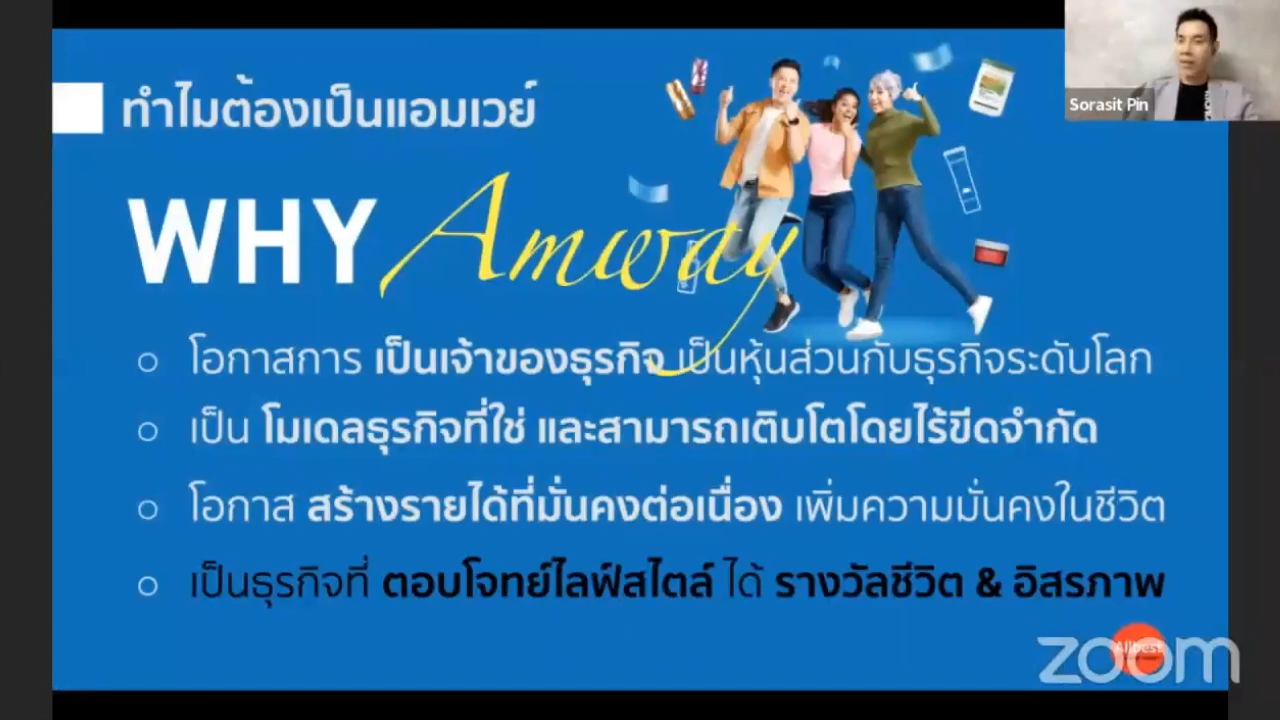 Sorasit Pin
ทำไมต้องเป็นแอมเวย์
WHY Amway
โอกาสการ เป็นเจ้าของธุรกิจ เป็นหุ้นส่วนกับธุรกิจระดับโลก
เป็น โมเดลธุรกิจที่ใช่ และสามารถเติบโตโดยไร้ขีดจำกัด
โอกาส สร้างรายได้ที่มั่นคงต่อเนื่อง เพิ่มความมั่นคงในชีวิต
เป็นธุรกิจที่ ตอบโจทย์ไลฟ์สไตล์ ได้ รางวัลชีวิต & อิสรภาพ
Allbest
zoom